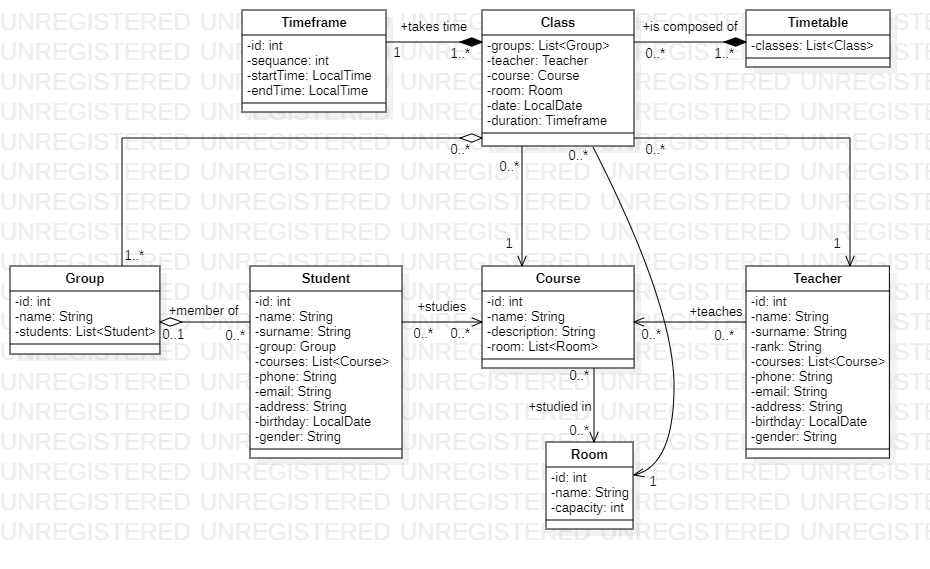 Timeframe
-id: int
-sequance: int
-startTime: LocalTime
-endTime: LocalTime
+takes time
1
1..*
Class
-groups: List<Group>
-teacher: Teacher
-course: Course
-room: Room
-date: LocalDate
-duration: Timeframe
+is composed of
0..*
1..*
Timetable
-classes: List<Class>
0..*
0..*
0..*
0..*
1..*
1
1
Group
-id: int
-name: String
-students: List<Student>
+member of
0..1
0..*
Student
-id: int
-name: String
-surname: String
-group: Group
-courses: List<Course>
-phone: String
-email: String
-address: String
-birthday: LocalDate
-gender: String
+studies
0..*
0..*
Course
-id: int
-name: String
-description: String
-room: List<Room>
+teaches
0..*
0..*
Teacher
-id: int
-name: String
-surname: String
-rank: String
-courses: List<Course>
-phone: String
-email: String
-address: String
-birthday: LocalDate
-gender: String
0..*
+studied in
0..*
Room
-id: int
-name: String
-capacity: int
1
UNREGISTERED